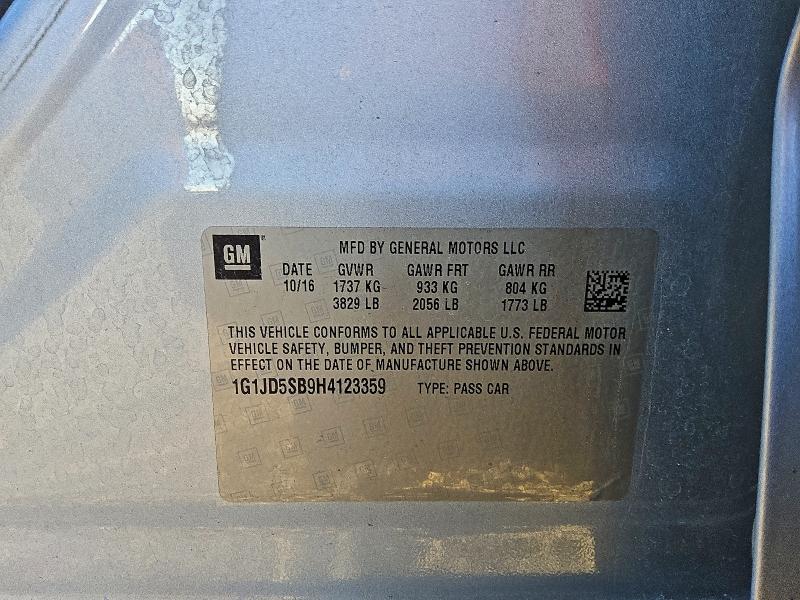 GM
MFD BY GENERAL MOTORS LLC
DATE GVWR GAWR FRT GAWR RR
10/16 1737 KG 933 KG 804 KG
3829 LB 2056 LB 1773 LB
THIS VEHICLE CONFORMS TO ALL APPLICABLE U.S. FEDERAL MOTOR
VEHICLE SAFETY, BUMPER, AND THEFT PREVENTION STANDARDS IN
EFFECT ON THE DATE OF MANUFACTURE SHOWN ABOVE.
1G1JD5SB9H4123359 TYPE: PASS CAR